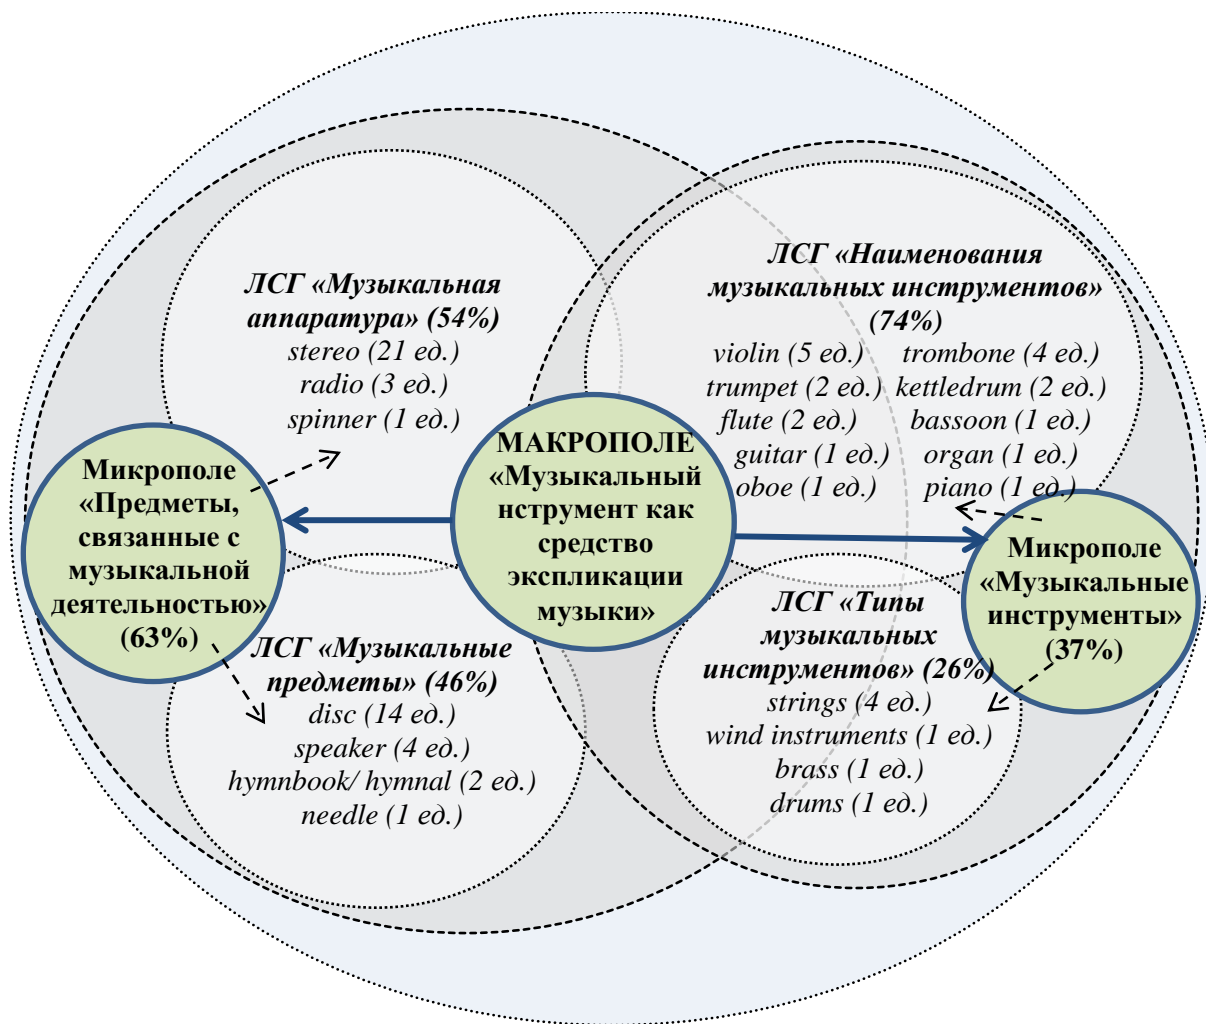 ЛСГ «Музыкальная
аппаратура» (54%)
stereo (21 ед.)
radio (3 ед.)
spinner (1 ед.)
ЛСГ «Наименования
музыкальных инструментов»
(74%)
violin (5 ед.) trombone (4 ед.)
trumpet (2 ед.) kettledrum (2 ед.)
flute (2 ед.) bassoon (1 ед.)
guitar (1 ед.) organ (1 ед.)
oboe (1 ед.) piano (1 ед.)
Микрополе
«Предметы,
связанные с
музыкальной
деятельностью»
(63%)
МАКРОПОЛЕ
«Музыкальный
нструмент как
средство
экспликации
музыки»
Микрополе
«Музыкальные
инструменты»
(37%)
ЛСГ «Музыкальные
предметы» (46%)
disc (14 ед.)
speaker (4 ед.)
hymnbook/ hymnal (2 ед.)
needle (1 ед.)
ЛСГ «Типы
музыкальных
инструментов» (26%)
strings (4 ед.)
wind instruments (1 ед.)
brass (1 ед.)
drums (1 ед.)